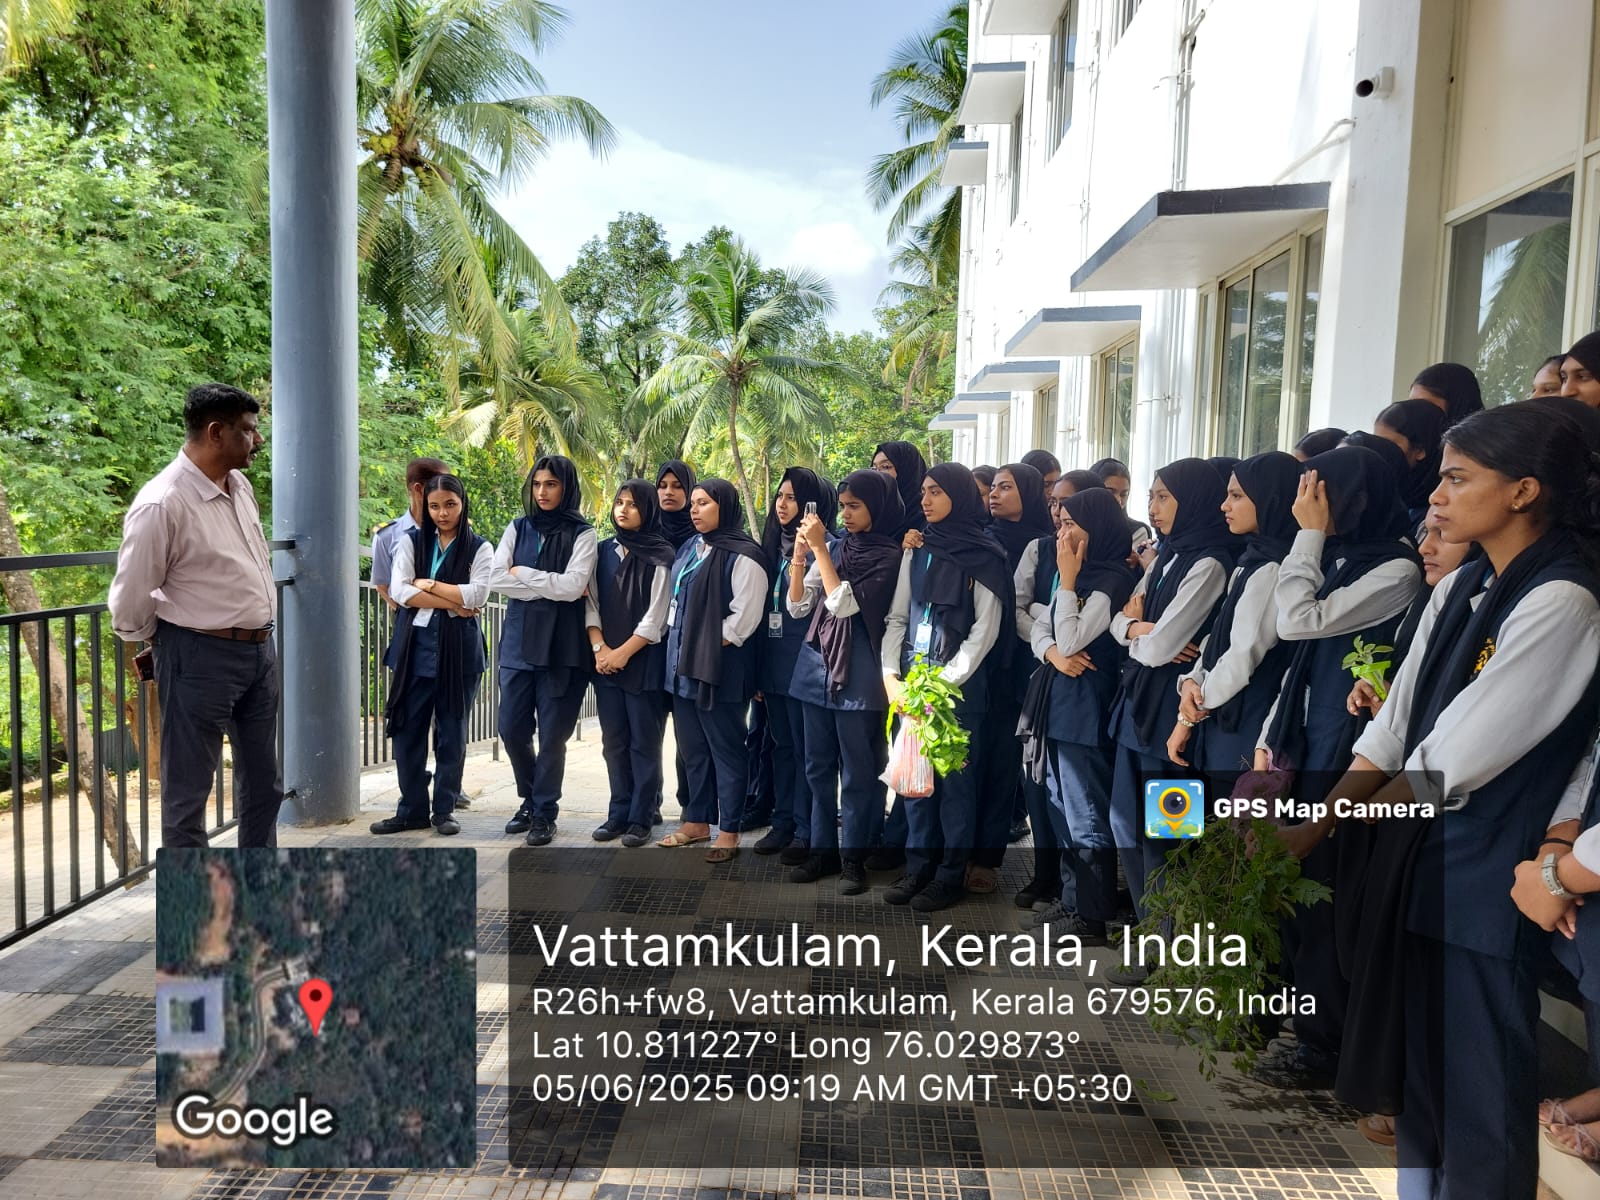 GPS Map Camera
Vattamkulam, Kerala, India
R26h+fw8, Vattamkulam, Kerala 679576, India
Lat 10.811227° Long 76.029873°
05/06/2025 09:19 AM GMT +05:30
Google